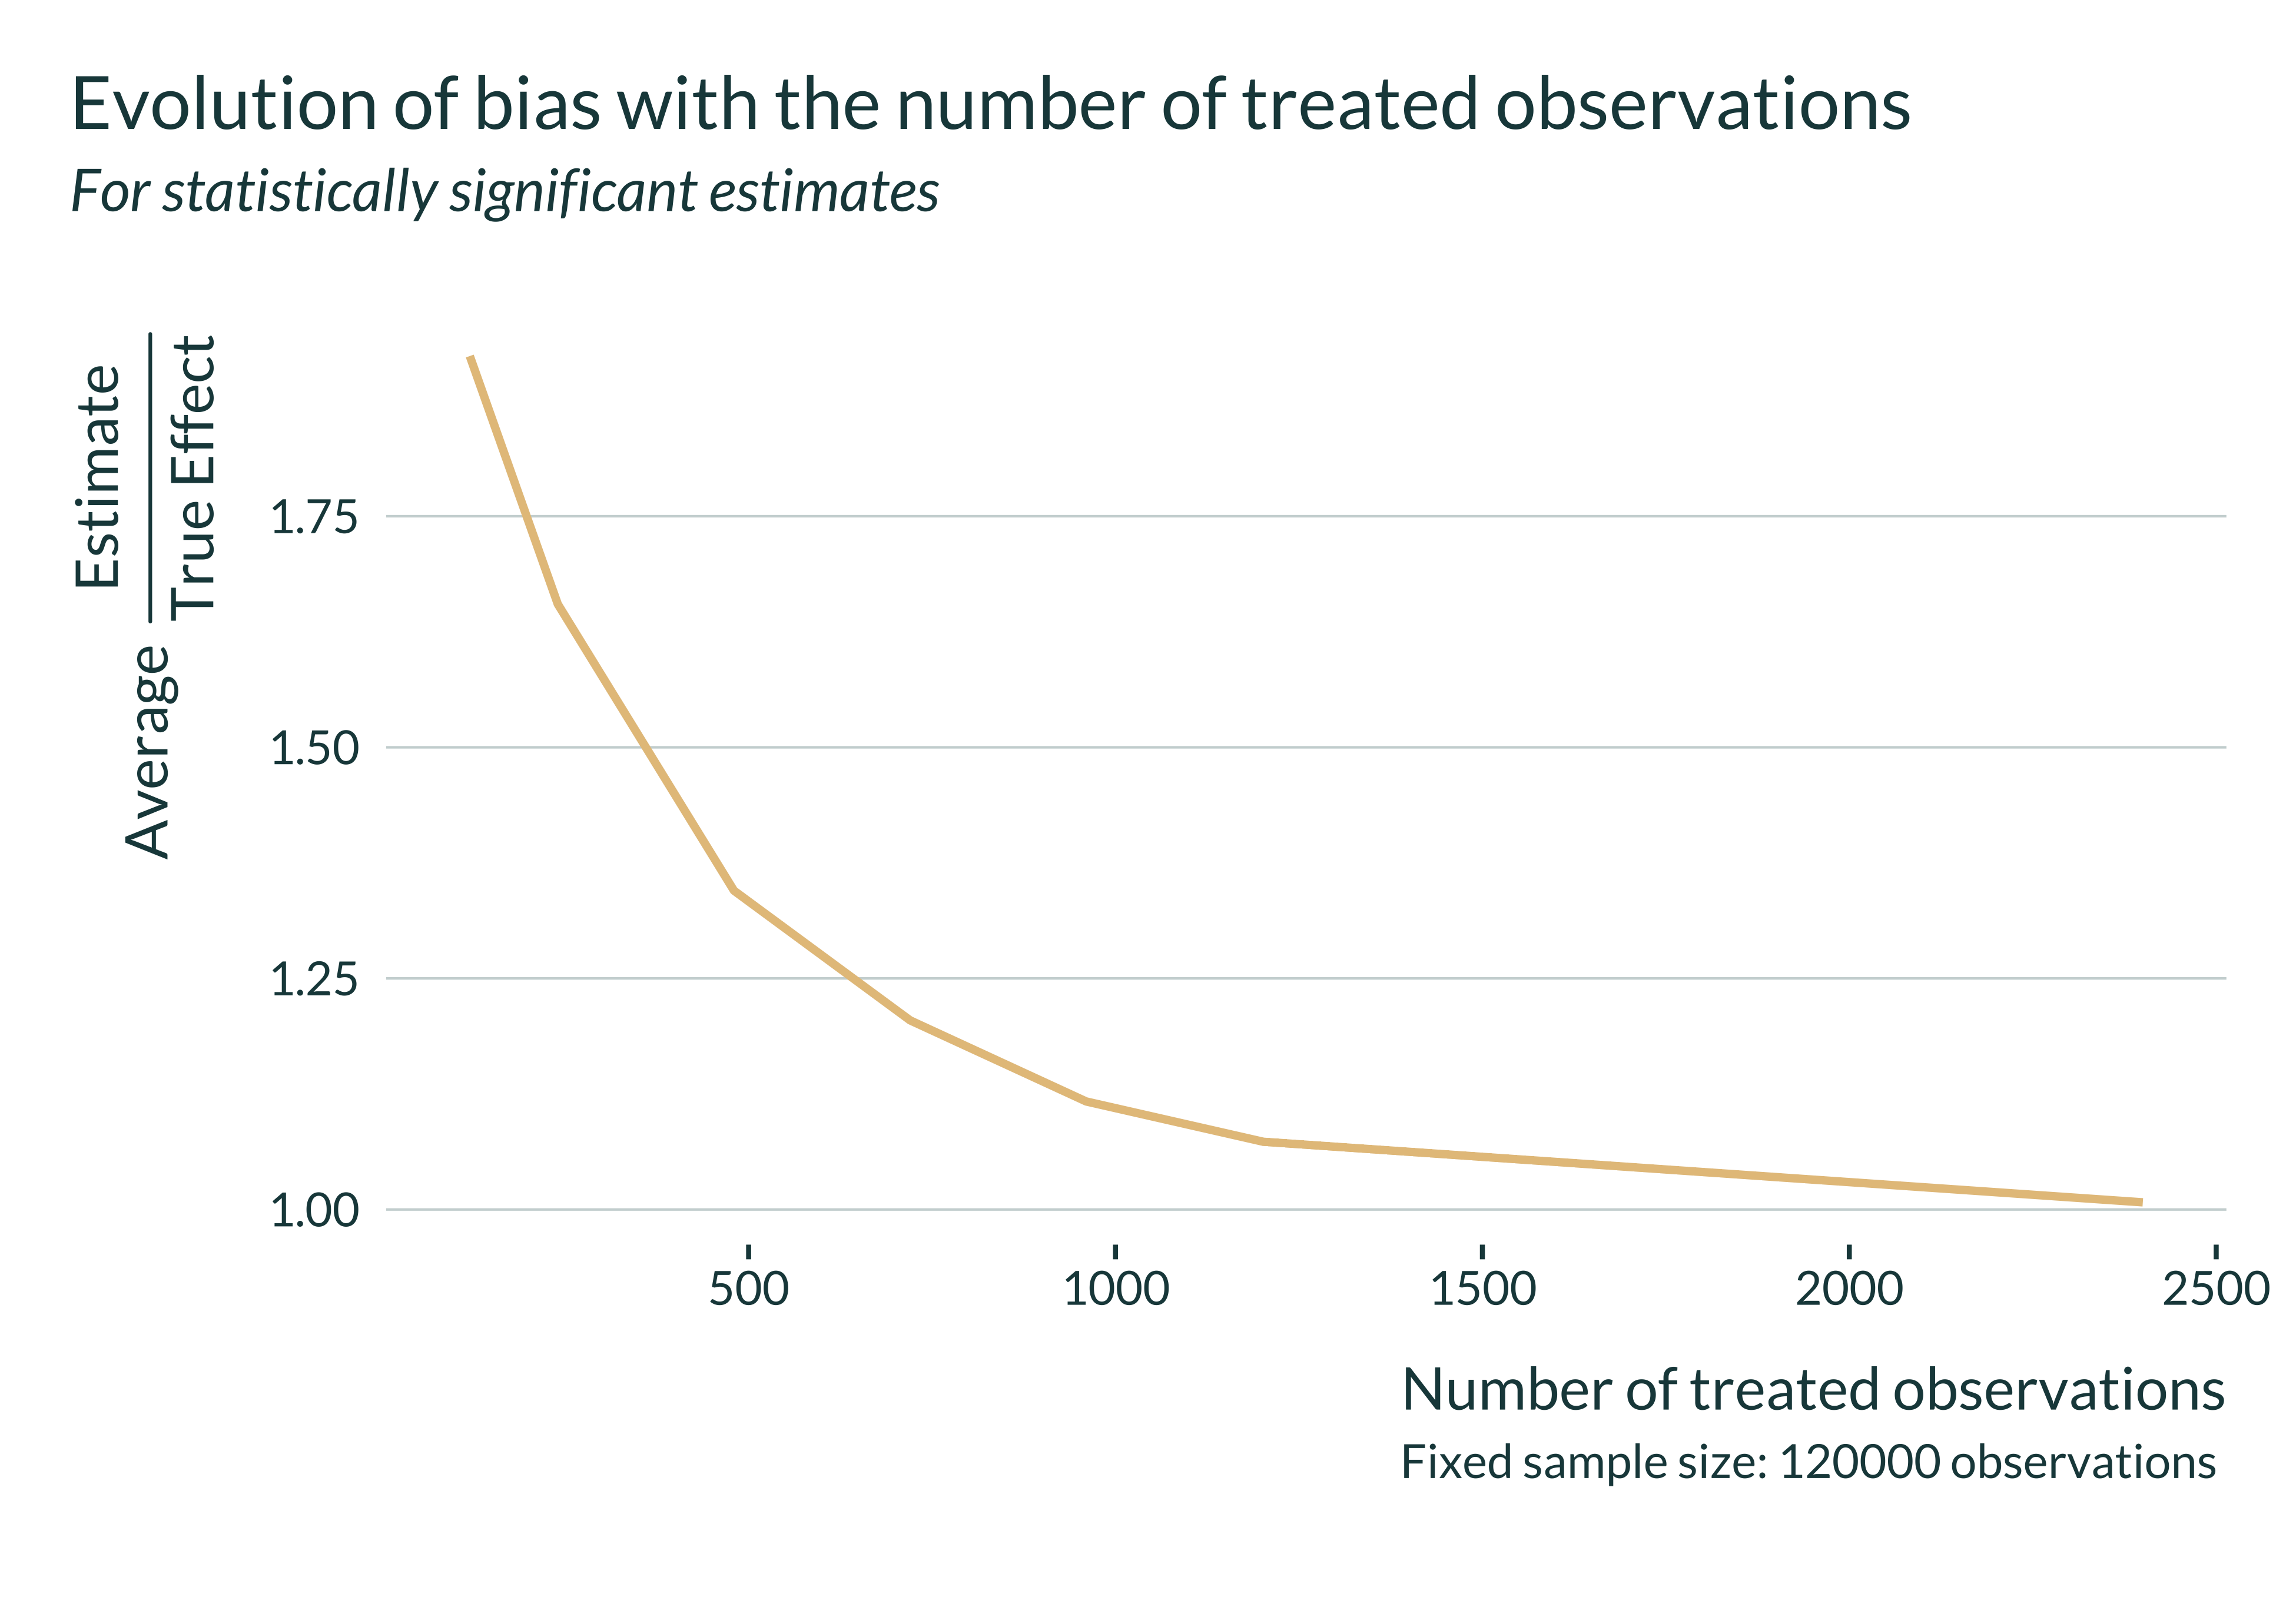 Evolution of bias with the number of treated observations
For statistically significant estimates
Average Estimate
True Effect
1.75
1.50
1.25
1.00
500 1000 1500 2000 2500
Number of treated observations
Fixed sample size: 120000 observations